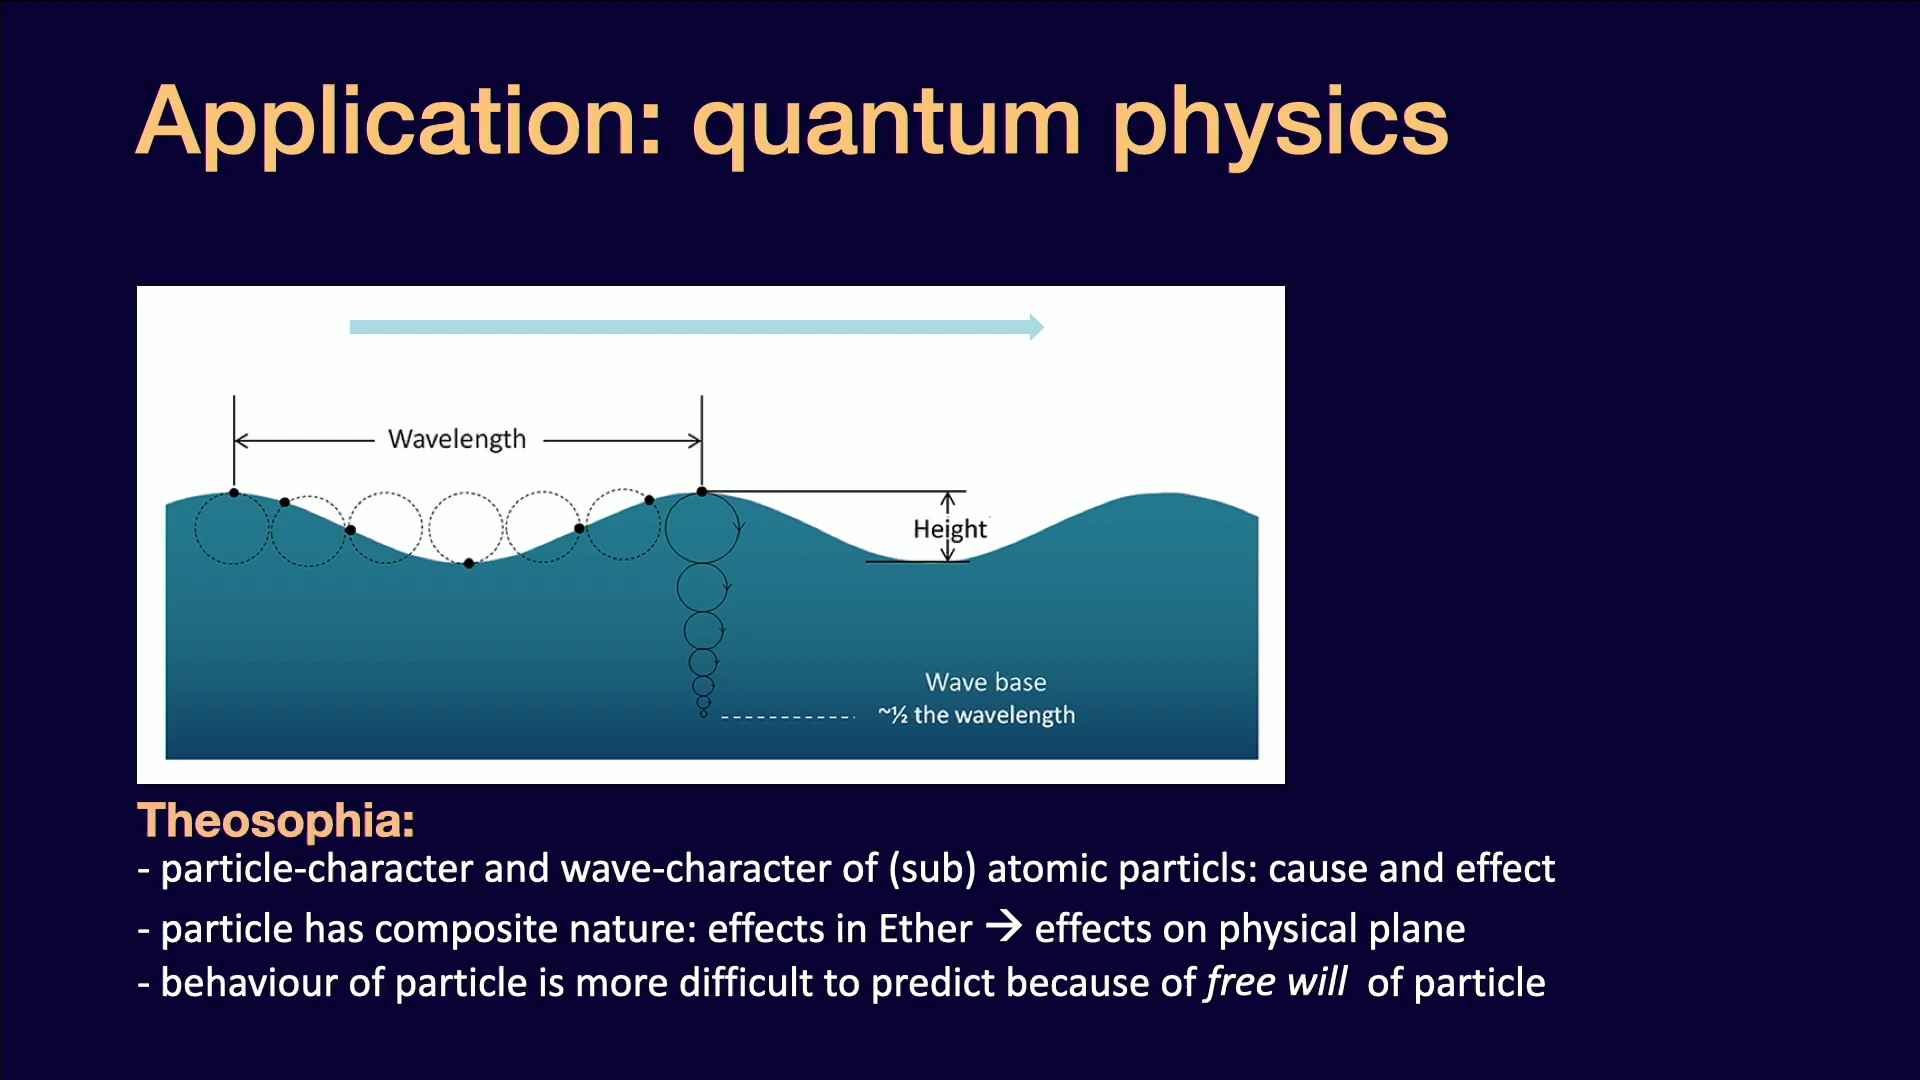 Application: quantum physics
Wavelength
Height
Wave base
~½ the wavelength
Theosophia:
- particle-character and wave-character of (sub) atomic particls: cause and effect
- particle has composite nature: effects in Ether → effects on physical plane
- behaviour of particle is more difficult to predict because of free will of particle